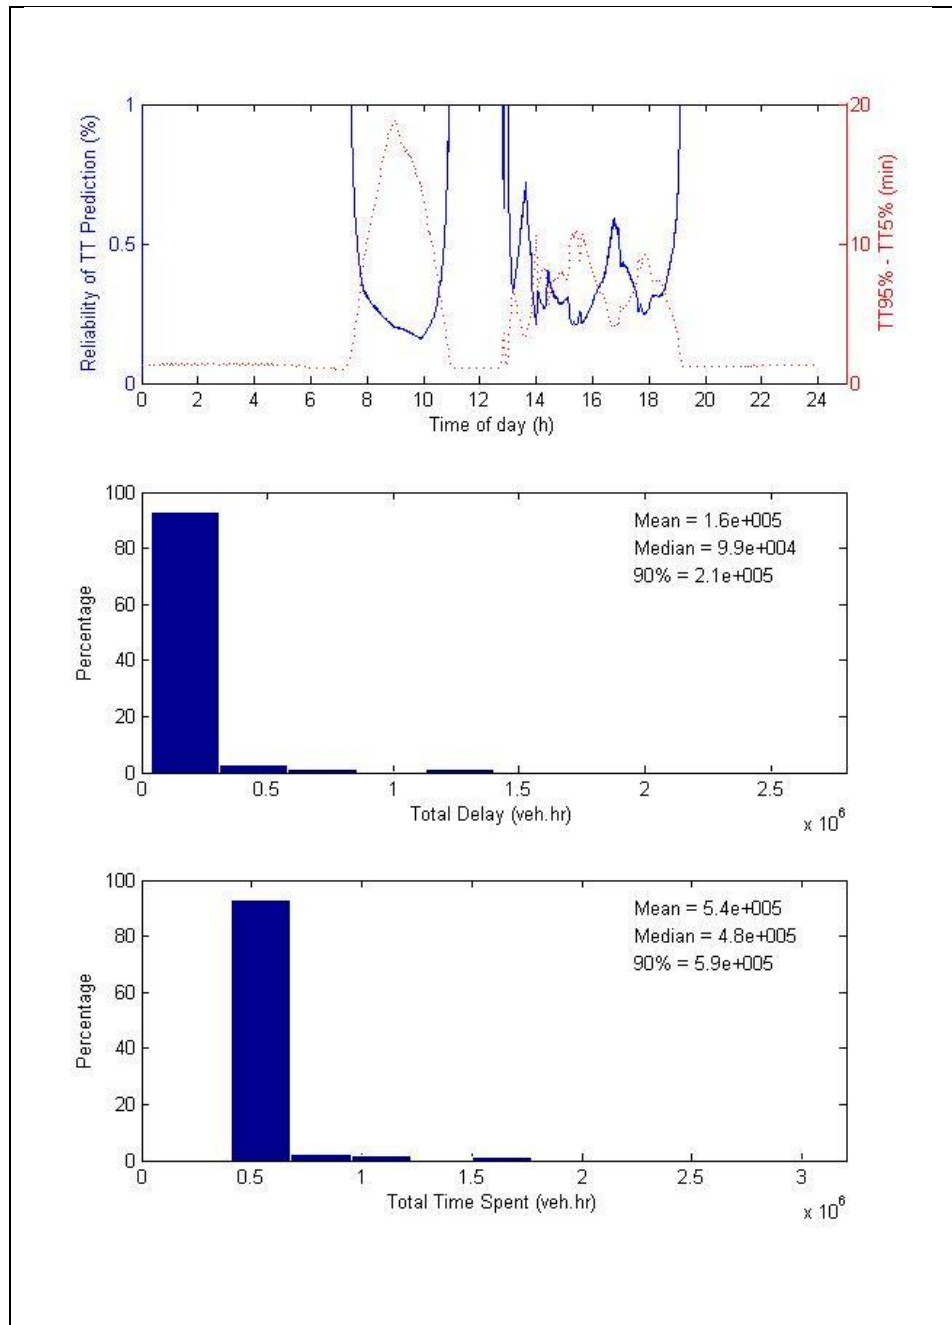 1
0.5
0
Reliability of TT Prediction (%)
20
10
0
TT95% - TT5% (min)
0 2 4 6 8 10 12 14 16 18 20 22 24
Time of day (h)
100
80
60
40
20
0
Percentage
Mean = 1.6e+005
Median = 9.9e+004
90% = 2.1e+005
0 0.5 1 1.5 2 2.5
Total Delay (veh.hr)
x 10^6
100
80
60
40
20
0
Percentage
Mean = 5.4e+005
Median = 4.8e+005
90% = 5.9e+005
0 0.5 1 1.5 2 2.5 3
Total Time Spent (veh.hr)
x 10^6